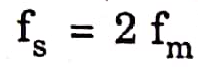 fₛ = 2 fₘ